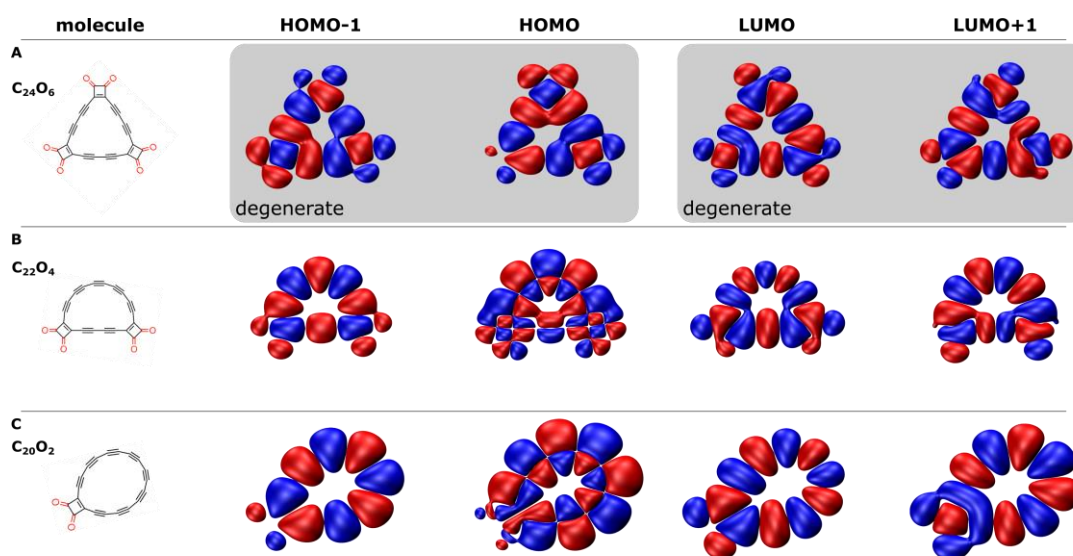 molecule HOMO-1 HOMO LUMO LUMO+1
A
C₂₄O₆
O O
O O
O O
degenerate degenerate
B
C₂₂O₄
O O
O O
C
C₂₀O₂
O
O